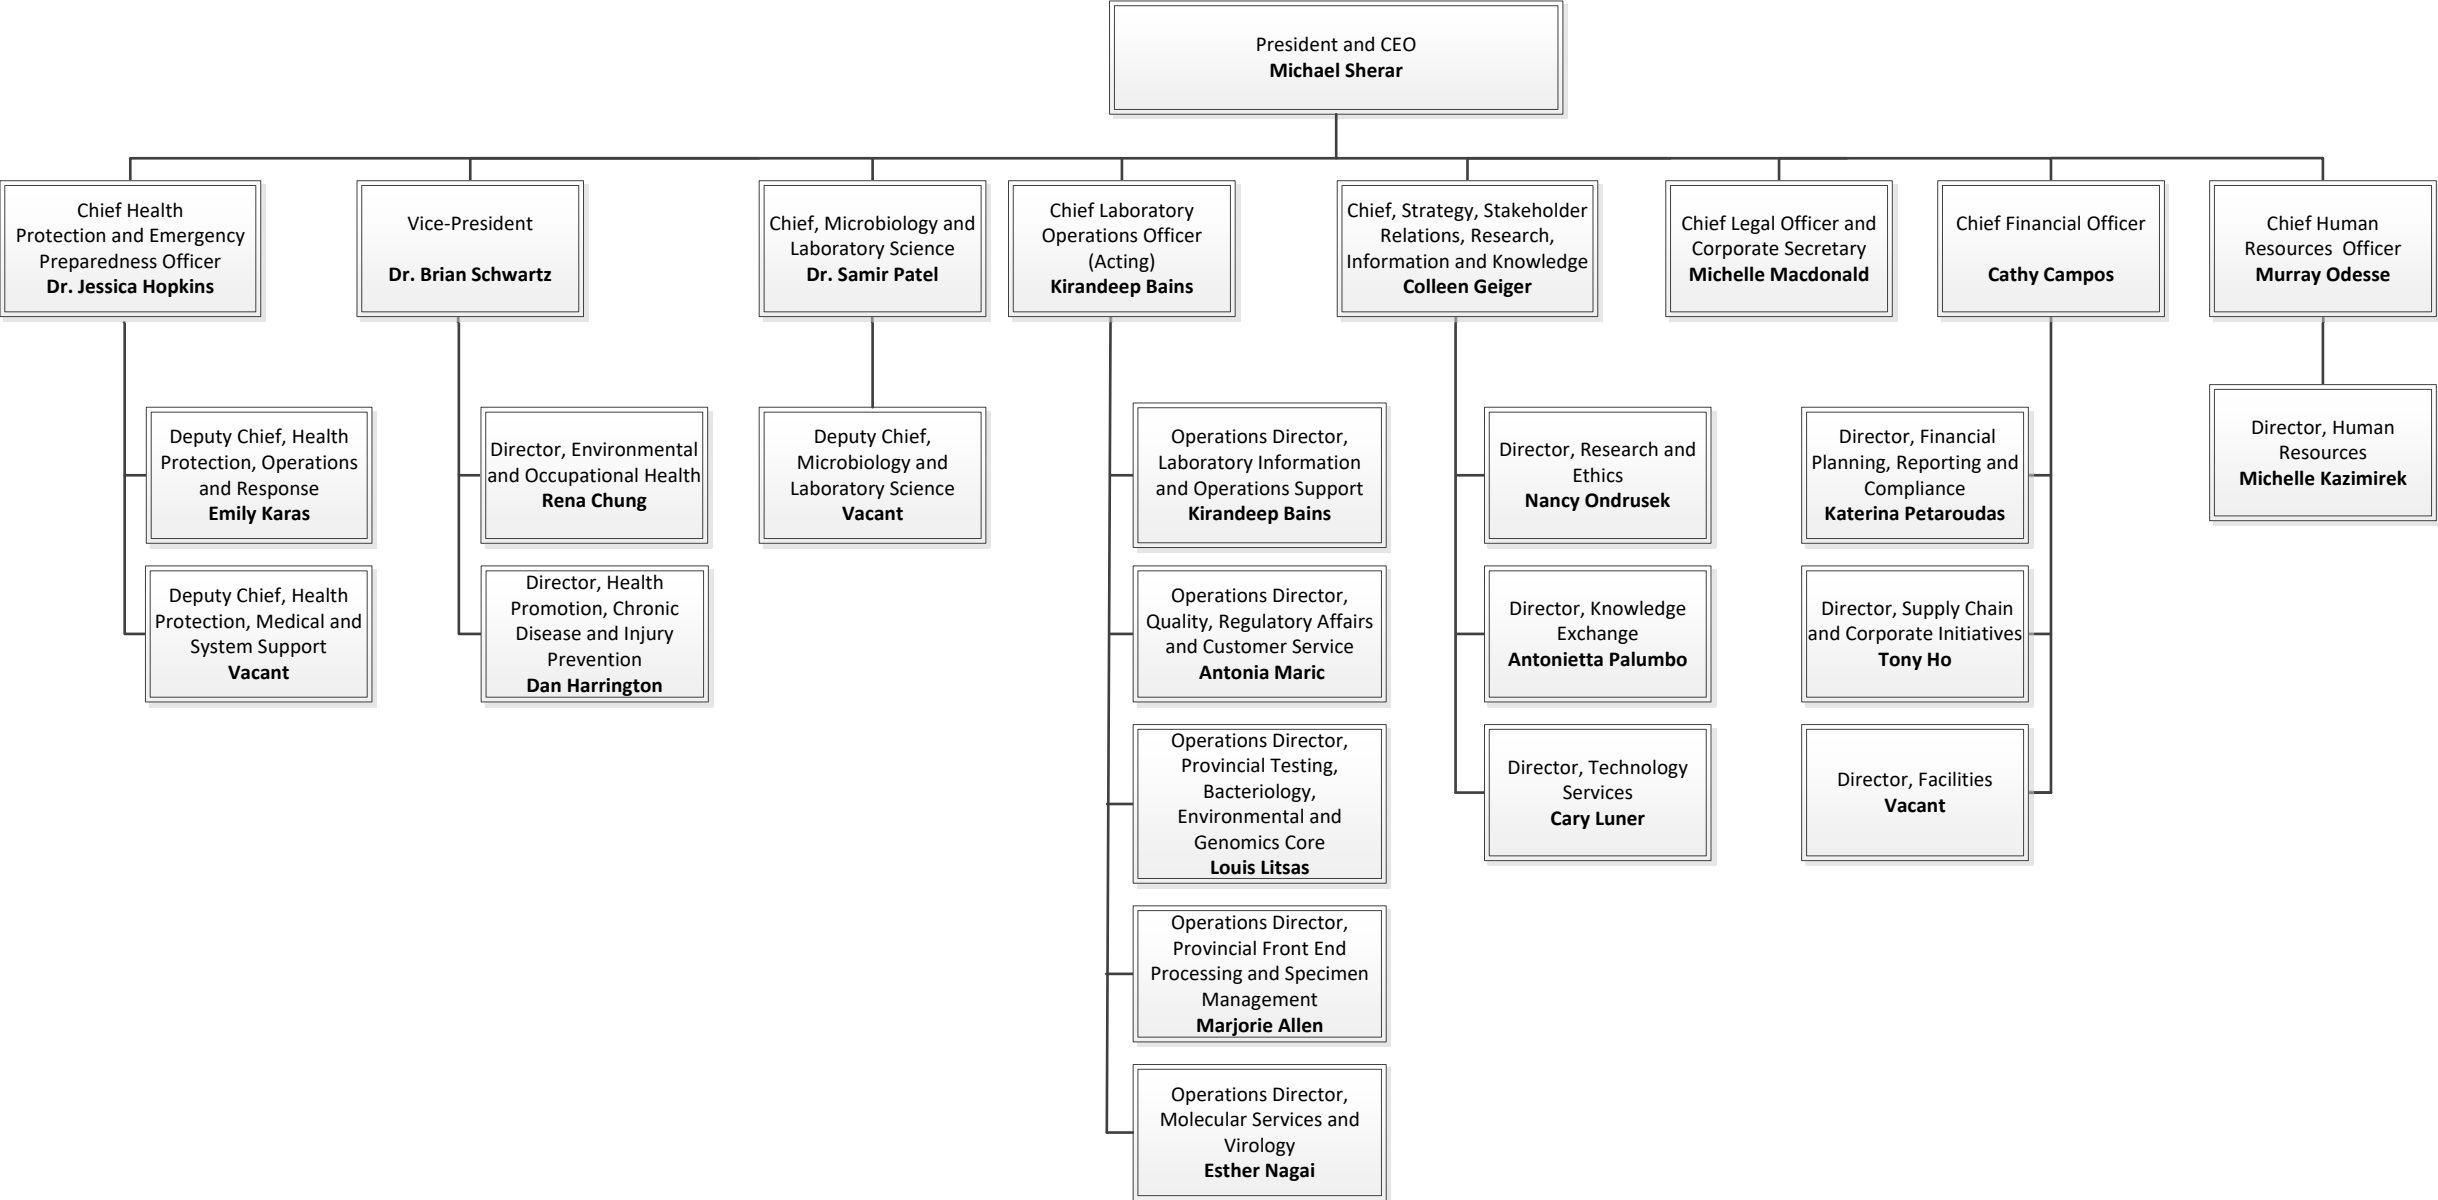 President and CEO
Michael Sherar
Chief Health
Protection and Emergency
Preparedness Officer
Dr. Jessica Hopkins
Vice-President
Dr. Brian Schwartz
Chief, Microbiology and
Laboratory Science
Dr. Samir Patel
Chief Laboratory
Operations Officer
(Acting)
Kirandeep Bains
Chief, Strategy, Stakeholder
Relations, Research,
Information and Knowledge
Colleen Geiger
Chief Legal Officer and
Corporate Secretary
Michelle Macdonald
Chief Financial Officer
Cathy Campos
Chief Human
Resources  Officer
Murray Odesse
Deputy Chief, Health
Protection, Operations
and Response
Emily Karas
Deputy Chief, Health
Protection, Medical and
System Support
Vacant
Director, Environmental
and Occupational Health
Rena Chung
Director, Health
Promotion, Chronic
Disease and Injury
Prevention
Dan Harrington
Deputy Chief,
Microbiology and
Laboratory Science
Vacant
Operations Director,
Laboratory Information
and Operations Support
Kirandeep Bains
Operations Director,
Quality, Regulatory Affairs
and Customer Service
Antonia Maric
Operations Director,
Provincial Testing,
Bacteriology,
Environmental and
Genomics Core
Louis Litsas
Operations Director,
Provincial Front End
Processing and Specimen
Management
Marjorie Allen
Operations Director,
Molecular Services and
Virology
Esther Nagai
Director, Research and
Ethics
Nancy Ondrusek
Director, Knowledge
Exchange
Antonietta Palumbo
Director, Technology
Services
Cary Luner
Director, Financial
Planning, Reporting and
Compliance
Katerina Petaroudas
Director, Supply Chain
and Corporate Initiatives
Tony Ho
Director, Facilities
Vacant
Director, Human
Resources
Michelle Kazimirek